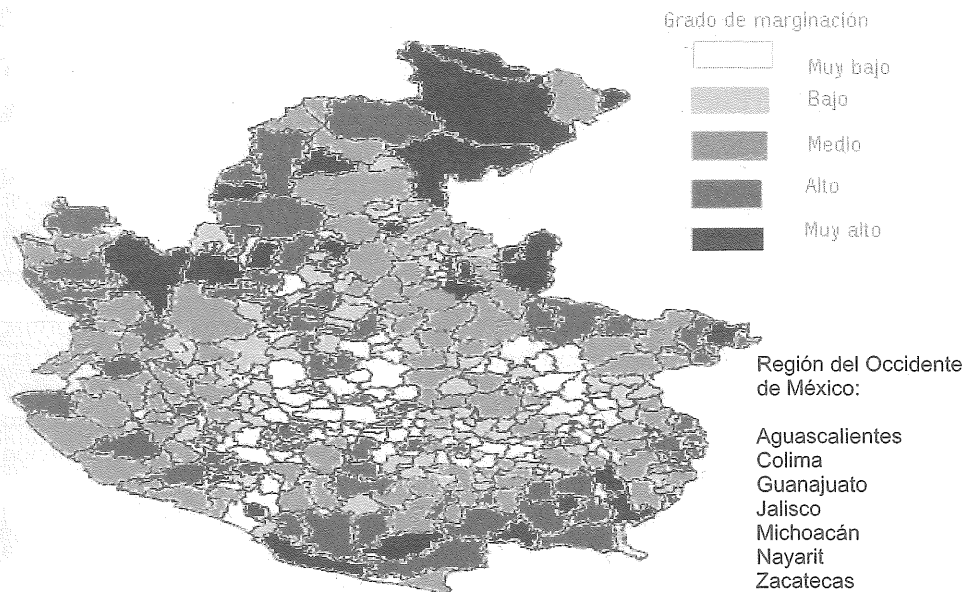 Grado de marginación
Muy bajo
Bajo
Medio
Alto
Muy alto
Región del Occidente
de México:
Aguascalientes
Colima
Guanajuato
Jalisco
Michoacán
Nayarit
Zacatecas